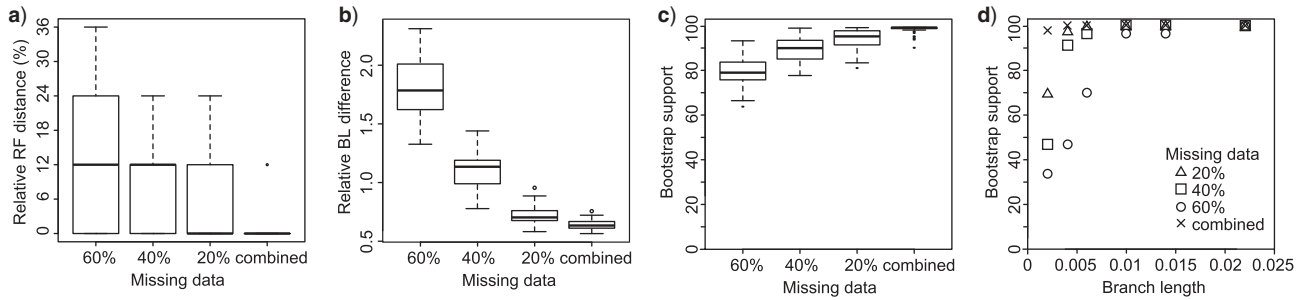 a)
Relative RF distance (%)
36
30
24
18
12
6
0
60% 40% 20% combined
Missing data
b)
Relative BL difference
2.0
1.5
1.0
0.5
60% 40% 20% combined
Missing data
c)
Bootstrap support
100
80
60
40
20
0
60% 40% 20% combined
Missing data
d)
Bootstrap support
100
80
60
40
20
0
Missing data
20%
40%
60%
combined
0 0.005 0.01 0.015 0.02 0.025
Branch length